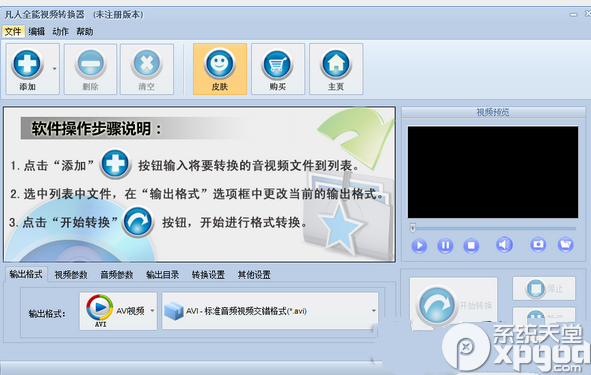 凡人全能视频转换器 (未注册版本)
文件 编辑 动作 帮助
添加 删除 清空 皮肤 购买 主页
软件操作步骤说明:
视频预览
1. 点击“添加” 按钮输入将要转换的音视频文件到列表。
2. 选中列表中文件,在“输出格式”选项框中更改当前的输出格式。
3. 点击“开始转换” 按钮,开始进行格式转换。
输出格式 视频参数 音频参数 输出目录 转换设置 其他设置
输出格式: AVI视频 AVI - 标准音频视频交错格式(*.avi)
AVI
开始转换 停止
系统天堂
xpgod